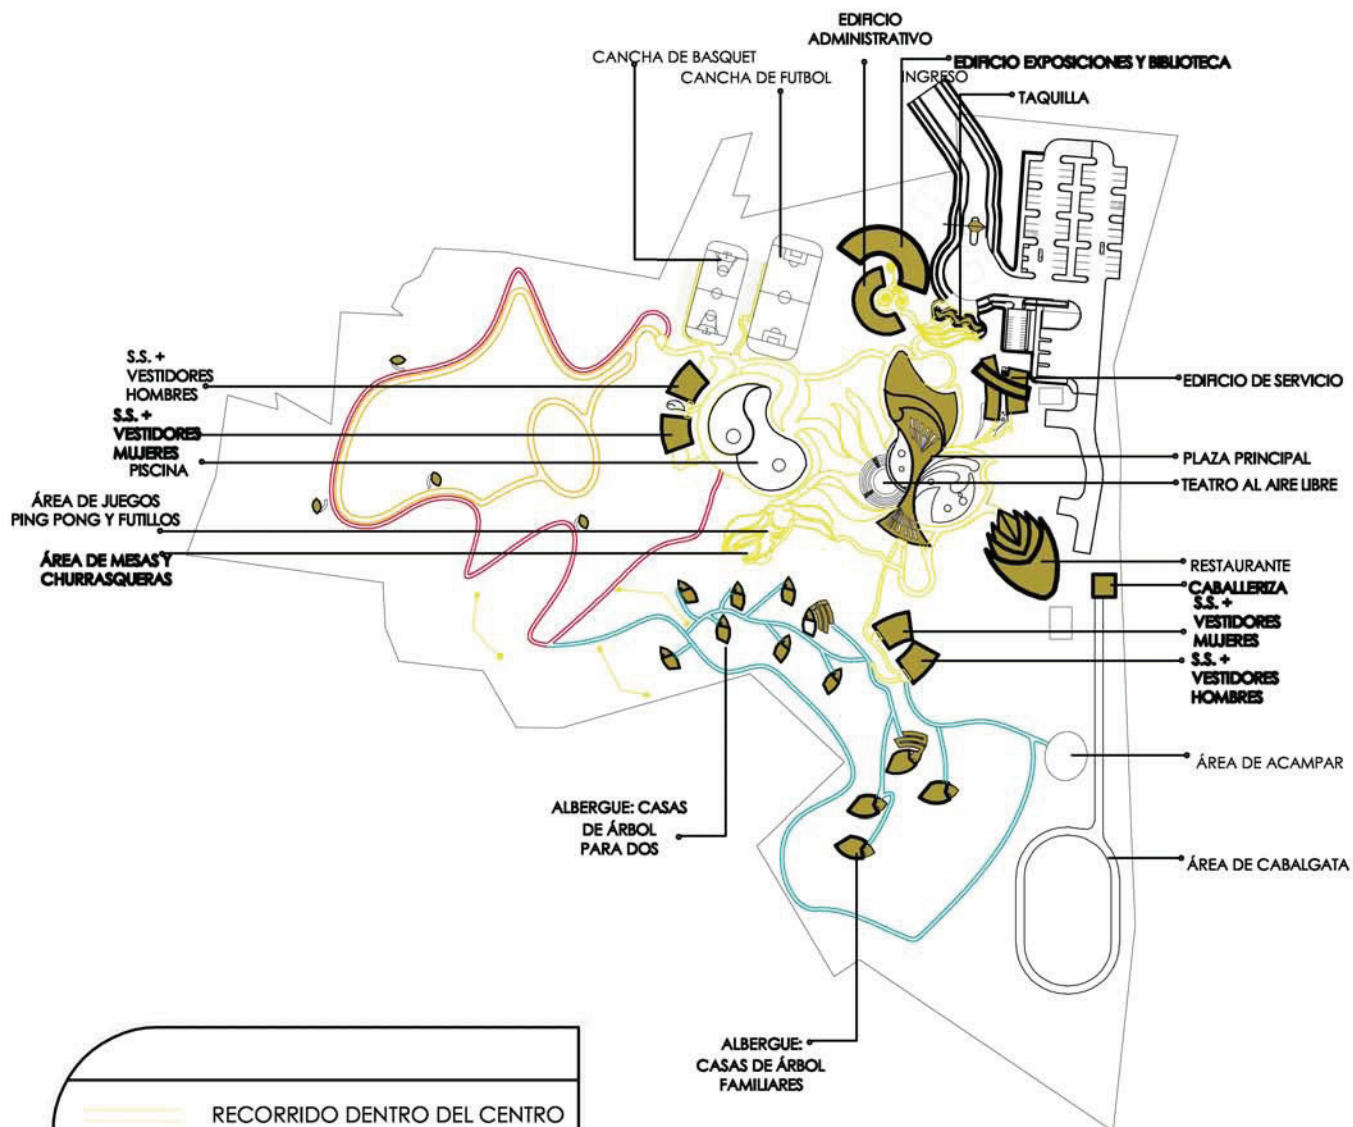 EDIFICIO
ADMINISTRATIVO
CANCHA DE BASQUET
EDIFICIO EXPOSICIONES Y BIBLIOTECA
CANCHA DE FUTBOL
INGRESO
TAQUILLA
S.S. +
VESTIDORES
HOMBRES
S.S. +
VESTIDORES
MUJERES
PISCINA
ÁREA DE JUEGOS
PING PONG Y FUTILLOS
ÁREA DE MESAS Y
CHURRASQUERAS
EDIFICIO DE SERVICIO
PLAZA PRINCIPAL
TEATRO AL AIRE LIBRE
RESTAURANTE
CABALLERIZA
S.S. +
VESTIDORES
MUJERES
S.S. +
VESTIDORES
HOMBRES
ÁREA DE ACAMPAR
ALBERGUE: CASAS
DE ÁRBOL
PARA DOS
ÁREA DE CABALGATA
ALBERGUE:
CASAS DE ÁRBOL
FAMILIARES
RECORRIDO DENTRO DEL CENTRO